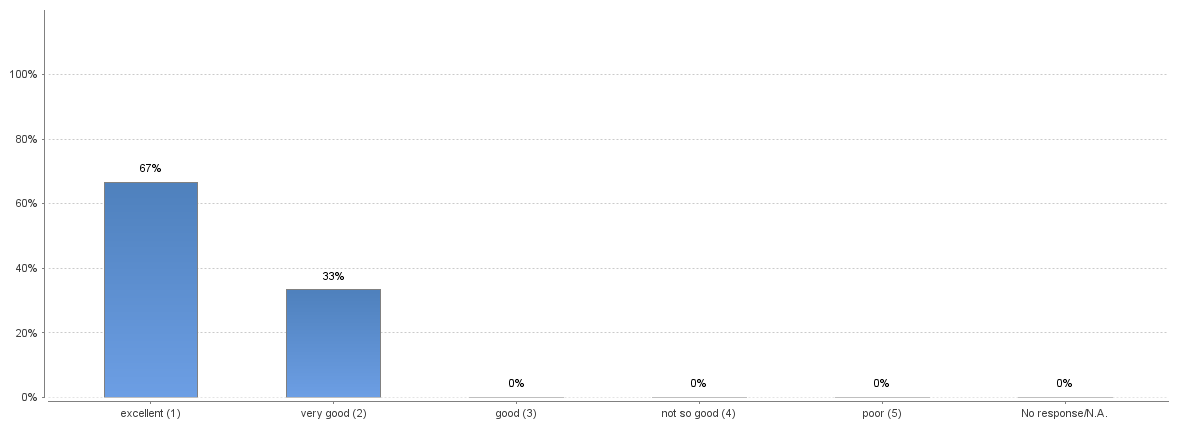 100%
80%
67%
60%
40%
33%
20%
0%
0%
0%
0%
0%
excellent (1)
very good (2)
good (3)
not so good (4)
poor (5)
No response/N.A.